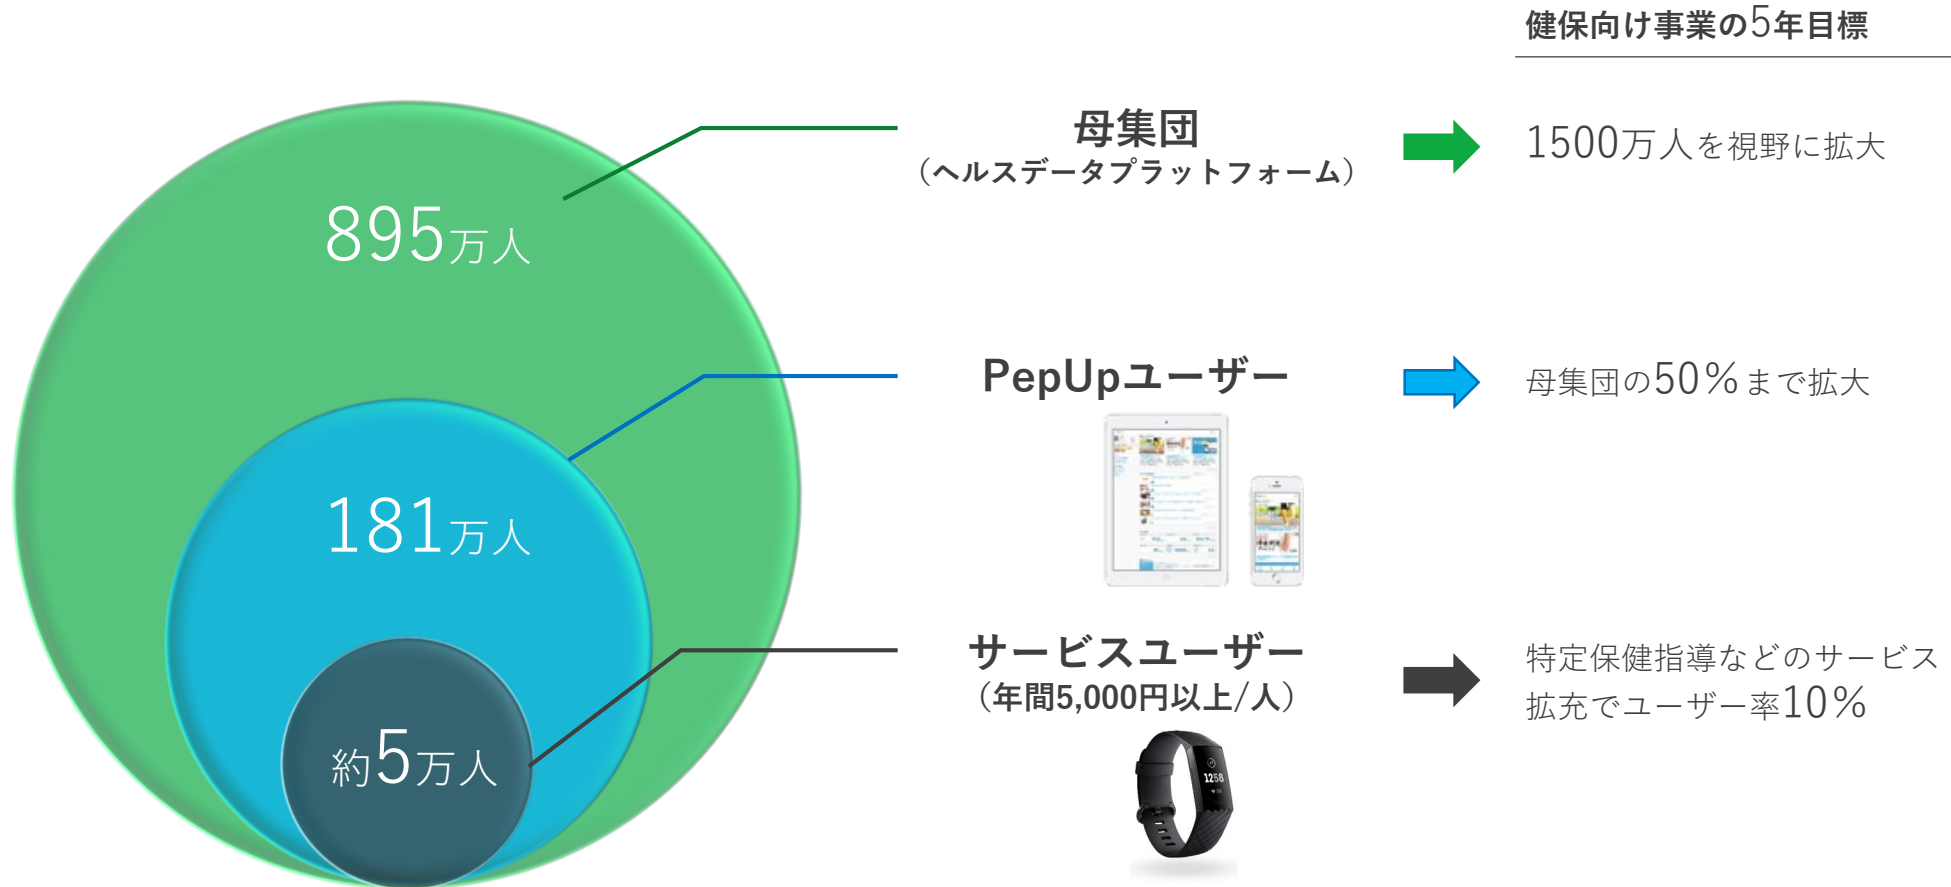 健保向け事業の5年目標
母集団
（ヘルスデータプラットフォーム）
1500万人を視野に拡大
895万人
PepUpユーザー
母集団の50％まで拡大
181万人
サービスユーザー
（年間5,000円以上/人）
特定保健指導などのサービス
拡充でユーザー率10％
約5万人
1258